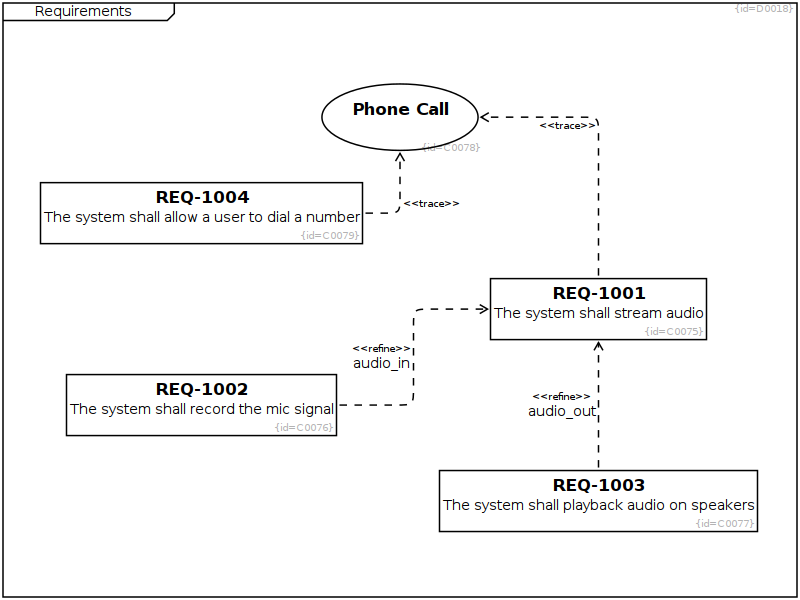 Requirements
{id=D0018}
Phone Call
{id=C0078}
<<trace>>
REQ-1004
The system shall allow a user to dial a number
{id=C0079}
<<trace>>
REQ-1001
The system shall stream audio
{id=C0075}
<<refine>>
audio_in
REQ-1002
The system shall record the mic signal
{id=C0076}
<<refine>>
audio_out
REQ-1003
The system shall playback audio on speakers
{id=C0077}